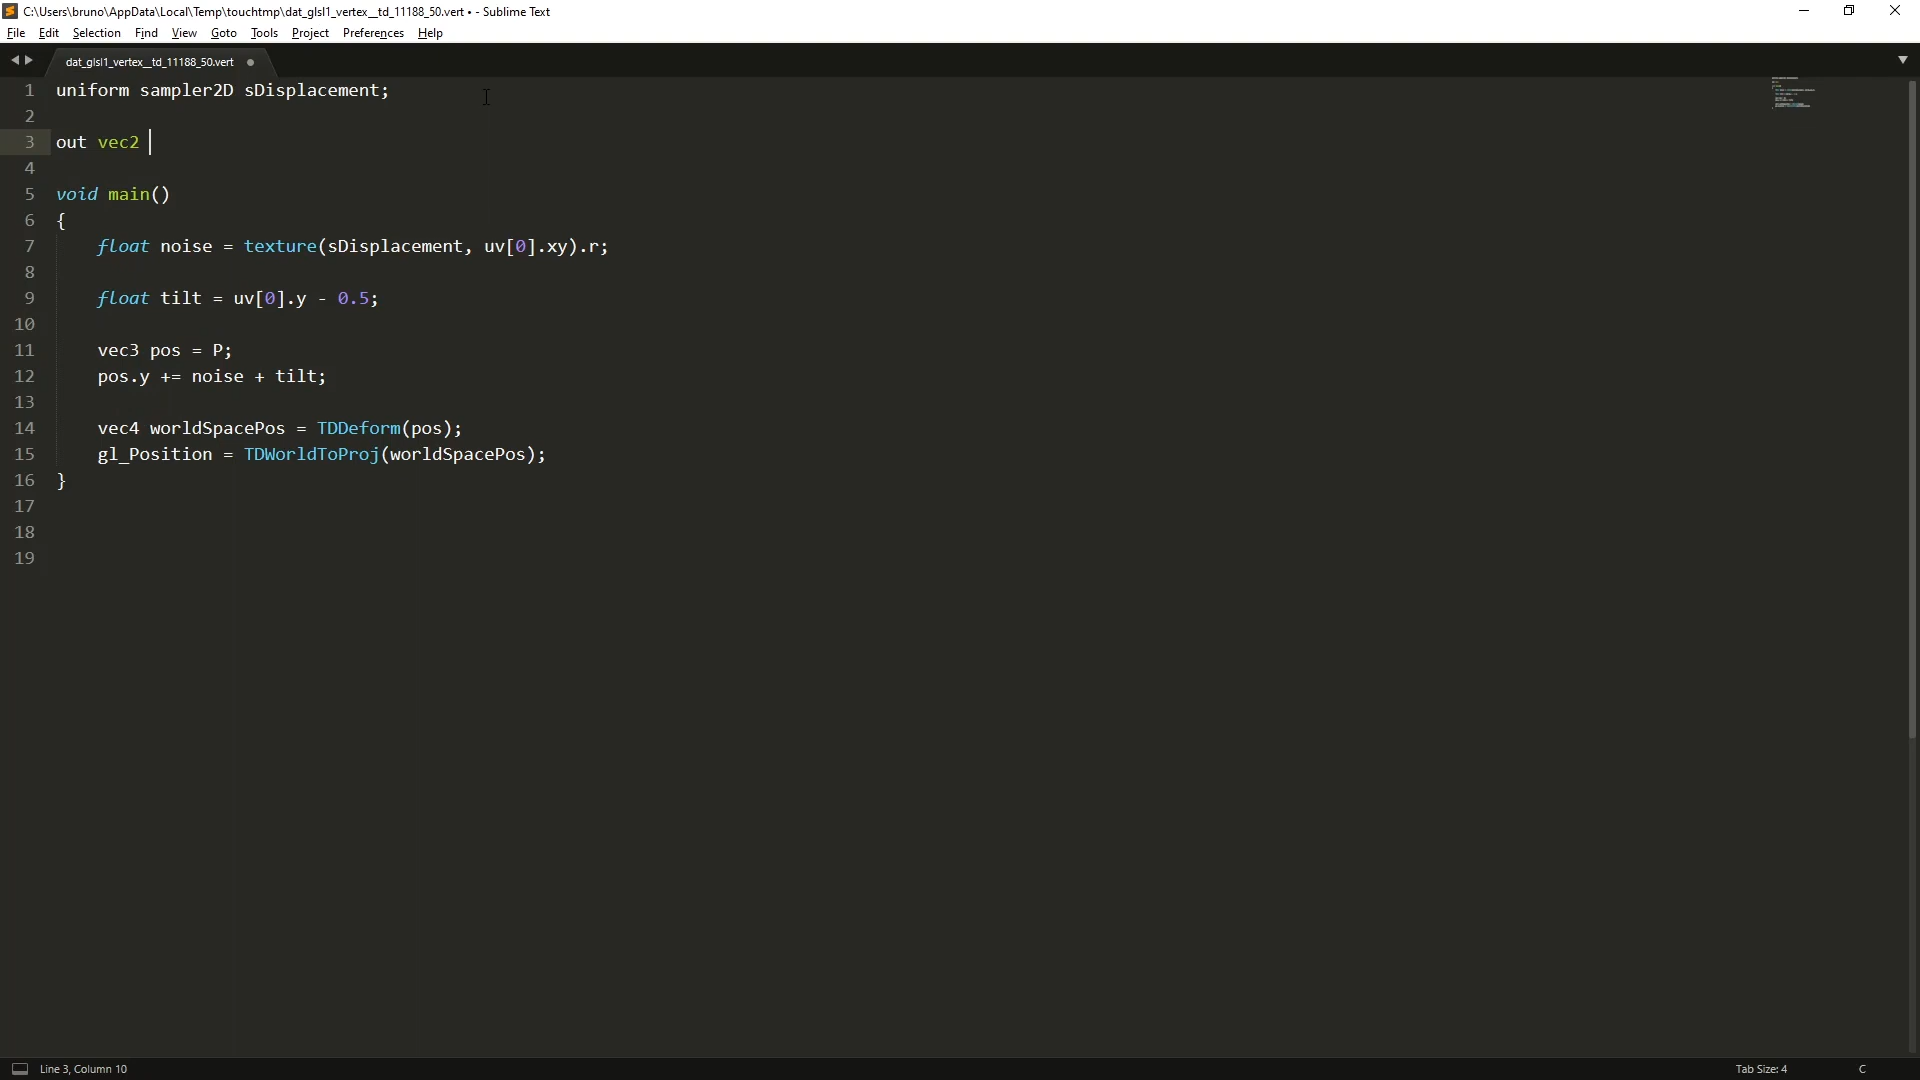 C:\Users\bruno\AppData\Local\Temp\touchtmp\dat_glsl1_vertex__td_11188_50.vert • - Sublime Text
File Edit Selection Find View Goto Tools Project Preferences Help
dat_glsl1_vertex__td_11188_50.vert
1 uniform sampler2D sDisplacement;
2
3 out vec2
4
5 void main()
6 {
7 float noise = texture(sDisplacement, uv[0].xy).r;
8
9 float tilt = uv[0].y - 0.5;
10
11 vec3 pos = P;
12 pos.y += noise + tilt;
13
14 vec4 worldSpacePos = TDDeform(pos);
15 gl_Position = TDWorldToProj(worldSpacePos);
16 }
17
18
19
Line 3, Column 10 Tab Size: 4 C